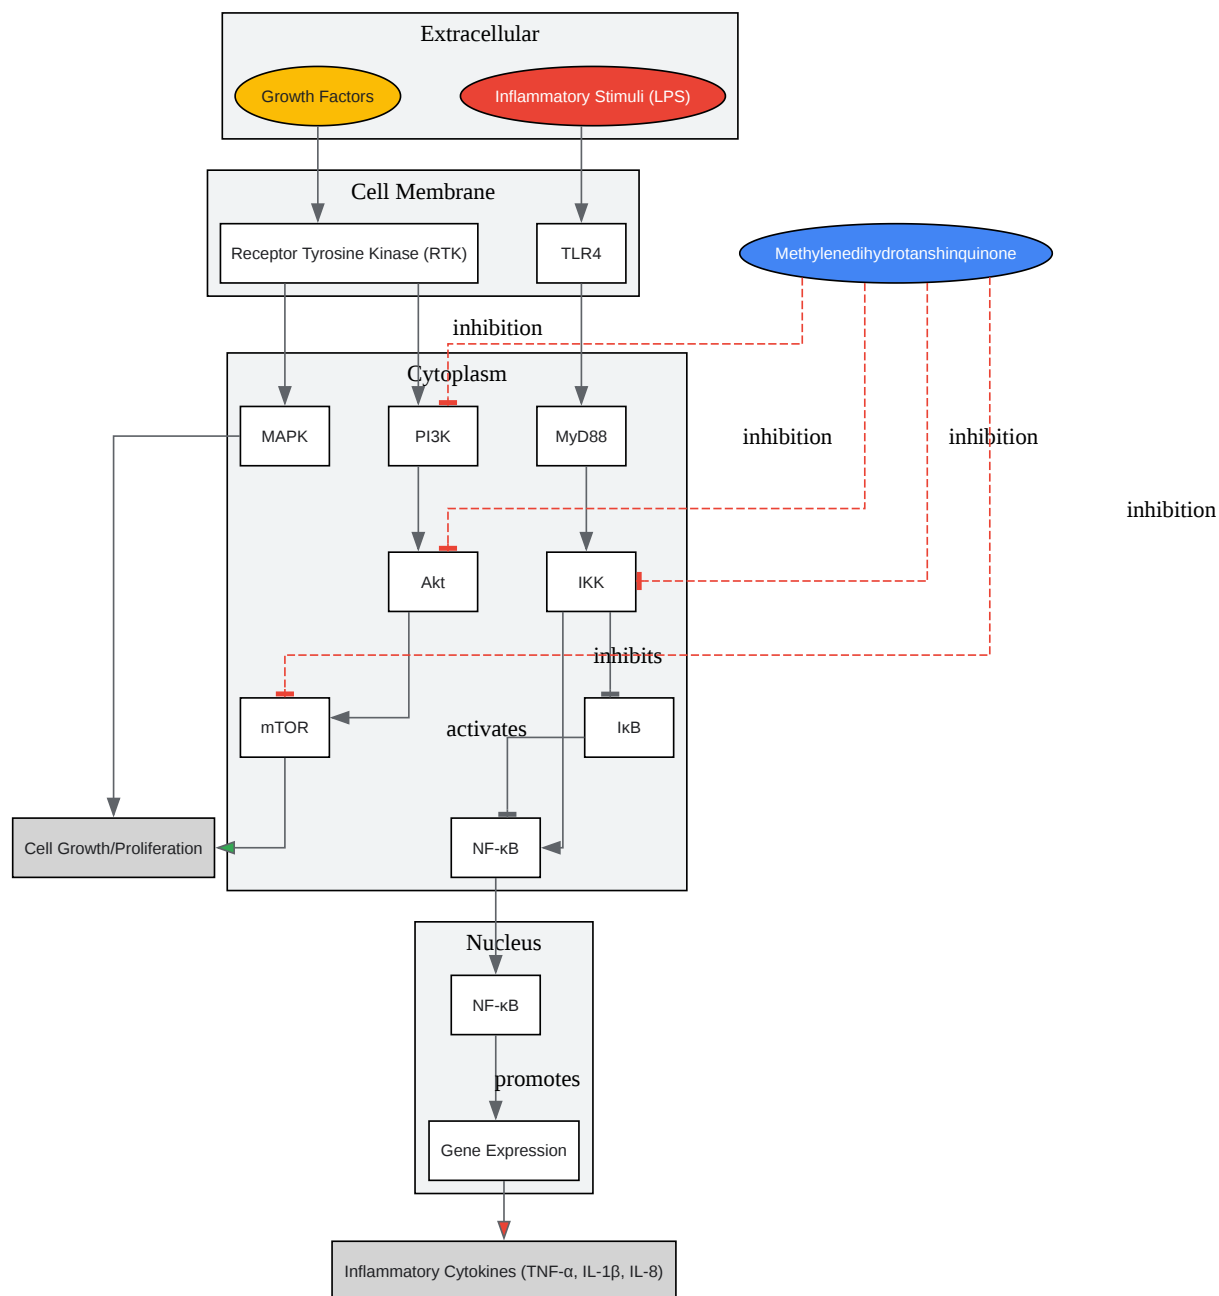 Extracellular
Growth Factors
Inflammatory Stimuli (LPS)
Cell Membrane
Receptor Tyrosine Kinase (RTK)
TLR4
Methylenedihydrotanshinquinone
inhibition
Cytoplasm
MAPK
PI3K
MyD88
inhibition
inhibition
inhibition
Akt
IKK
inhibits
mTOR
activates
IκB
Cell Growth/Proliferation
NF-κB
Nucleus
NF-κB
promotes
Gene Expression
Inflammatory Cytokines (TNF-α, IL-1β, IL-8)